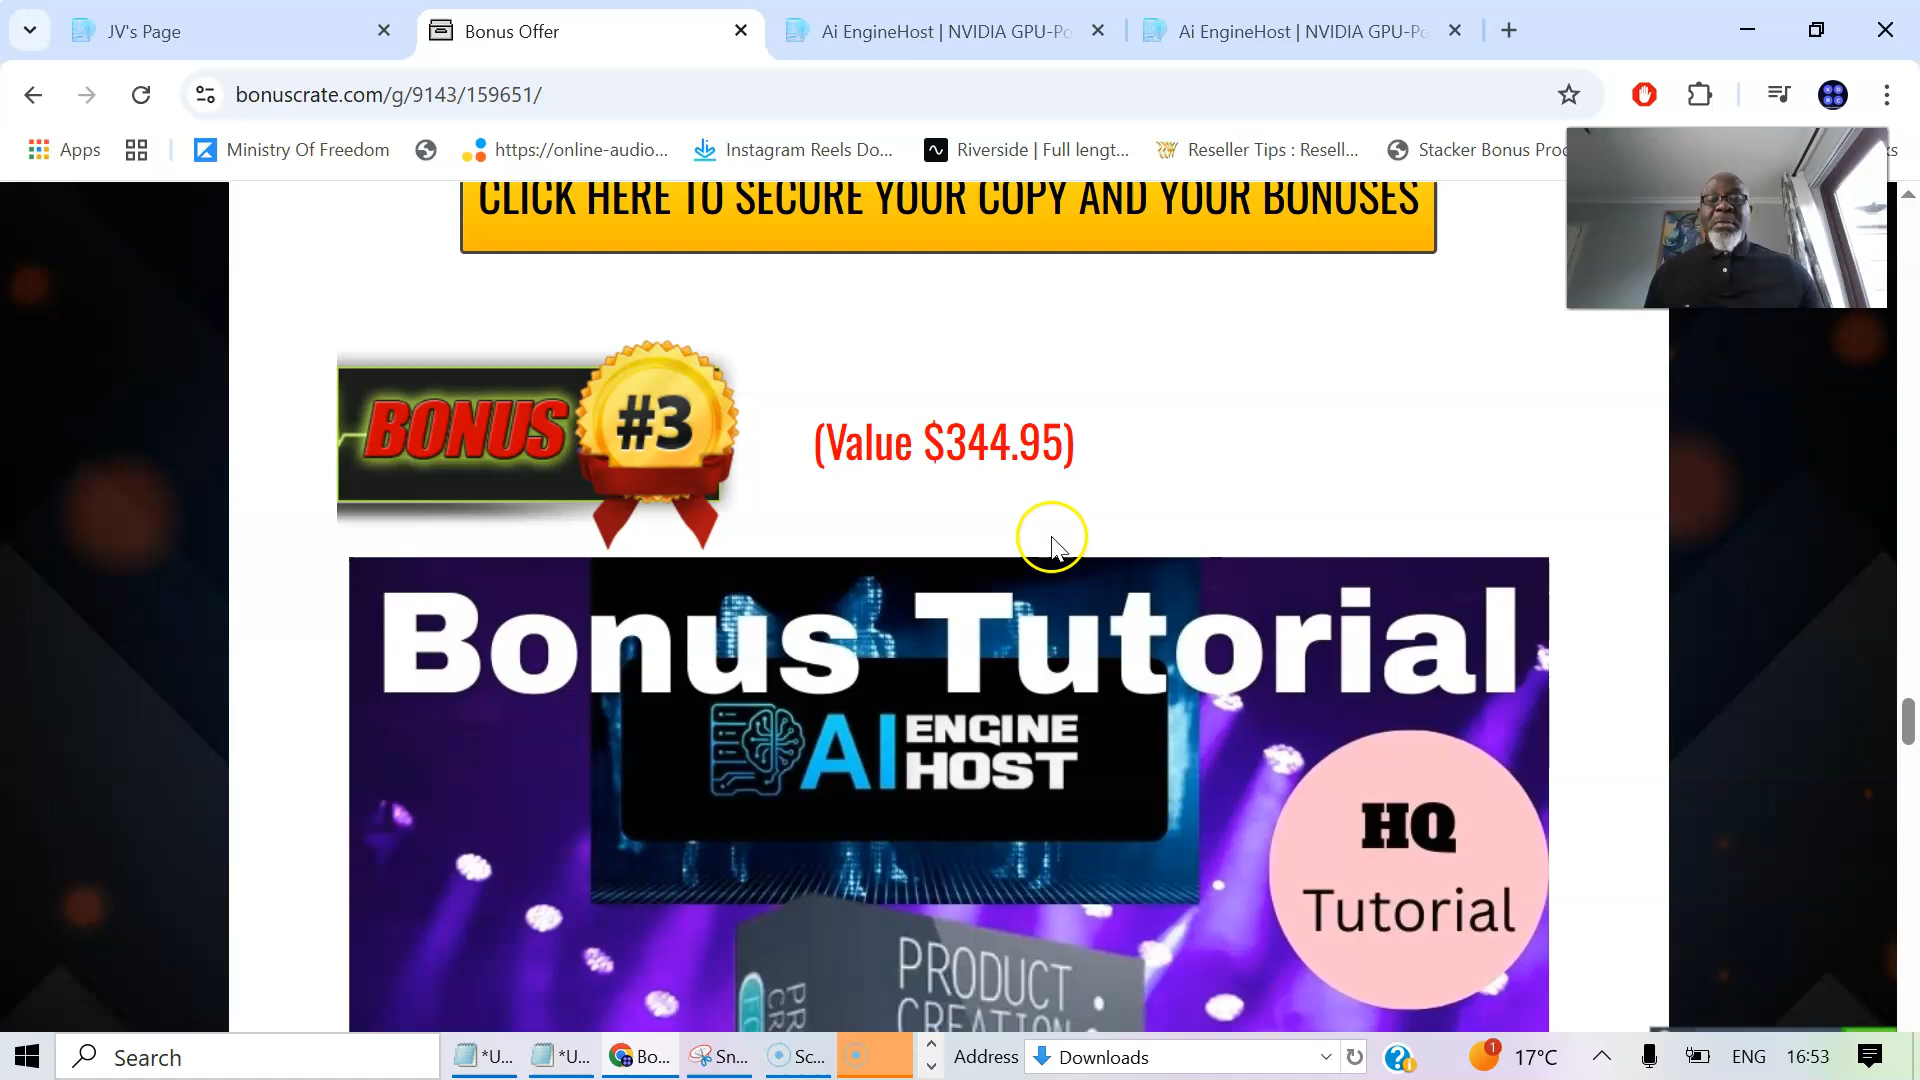 JV's Page
Bonus Offer
Ai EngineHost | NVIDIA GPU-Po
Ai EngineHost | NVIDIA GPU-Po
bonuscrate.com/g/9143/159651/
Apps
Ministry Of Freedom
https://online-audio...
Instagram Reels Do...
Riverside | Full lengt...
Reseller Tips : Resell...
Stacker Bonus Proc
CLICK HERE TO SECURE YOUR COPY AND YOUR BONUSES
BONUS #3
(Value $344.95)
Bonus Tutorial
AI ENGINE HOST
HQ
Tutorial
PRODUCT
CREATION
Search
*U...
*U...
Bo...
Sn...
Sc...
Address
Downloads
1
17°C
ENG
16:53